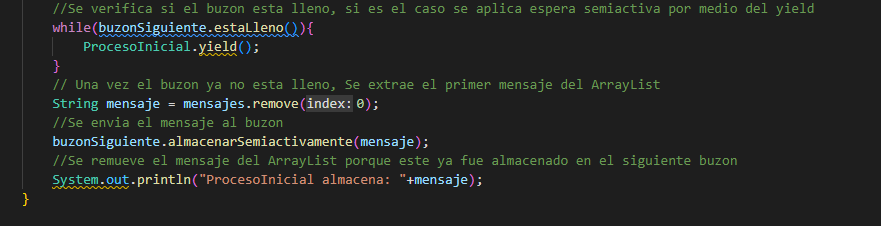 //Se verifica si el buzon esta lleno, si es el caso se aplica espera semiactiva por medio del yield
while(buzonSiguiente.estaLleno()){
ProcesoInicial.yield();
}
// Una vez el buzon ya no esta lleno, Se extrae el primer mensaje del ArrayList
String mensaje = mensajes.remove(index:0);
//Se envia el mensaje al buzon
buzonSiguiente.almacenarSemiactivamente(mensaje);
//Se remueve el mensaje del ArrayList porque este ya fue almacenado en el siguiente buzon
System.out.println("ProcesoInicial almacena: "+mensaje);
}